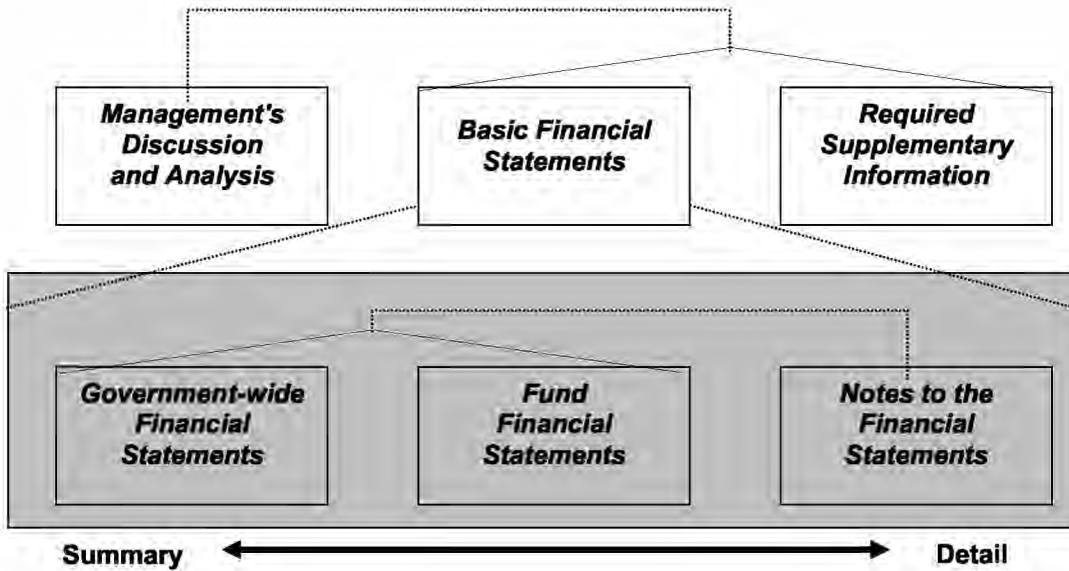 Management's
Discussion
and Analysis
Basic Financial
Statements
Required
Supplementary
Information
Government-wide
Financial
Statements
Fund
Financial
Statements
Notes to the
Financial
Statements
Summary
Detail